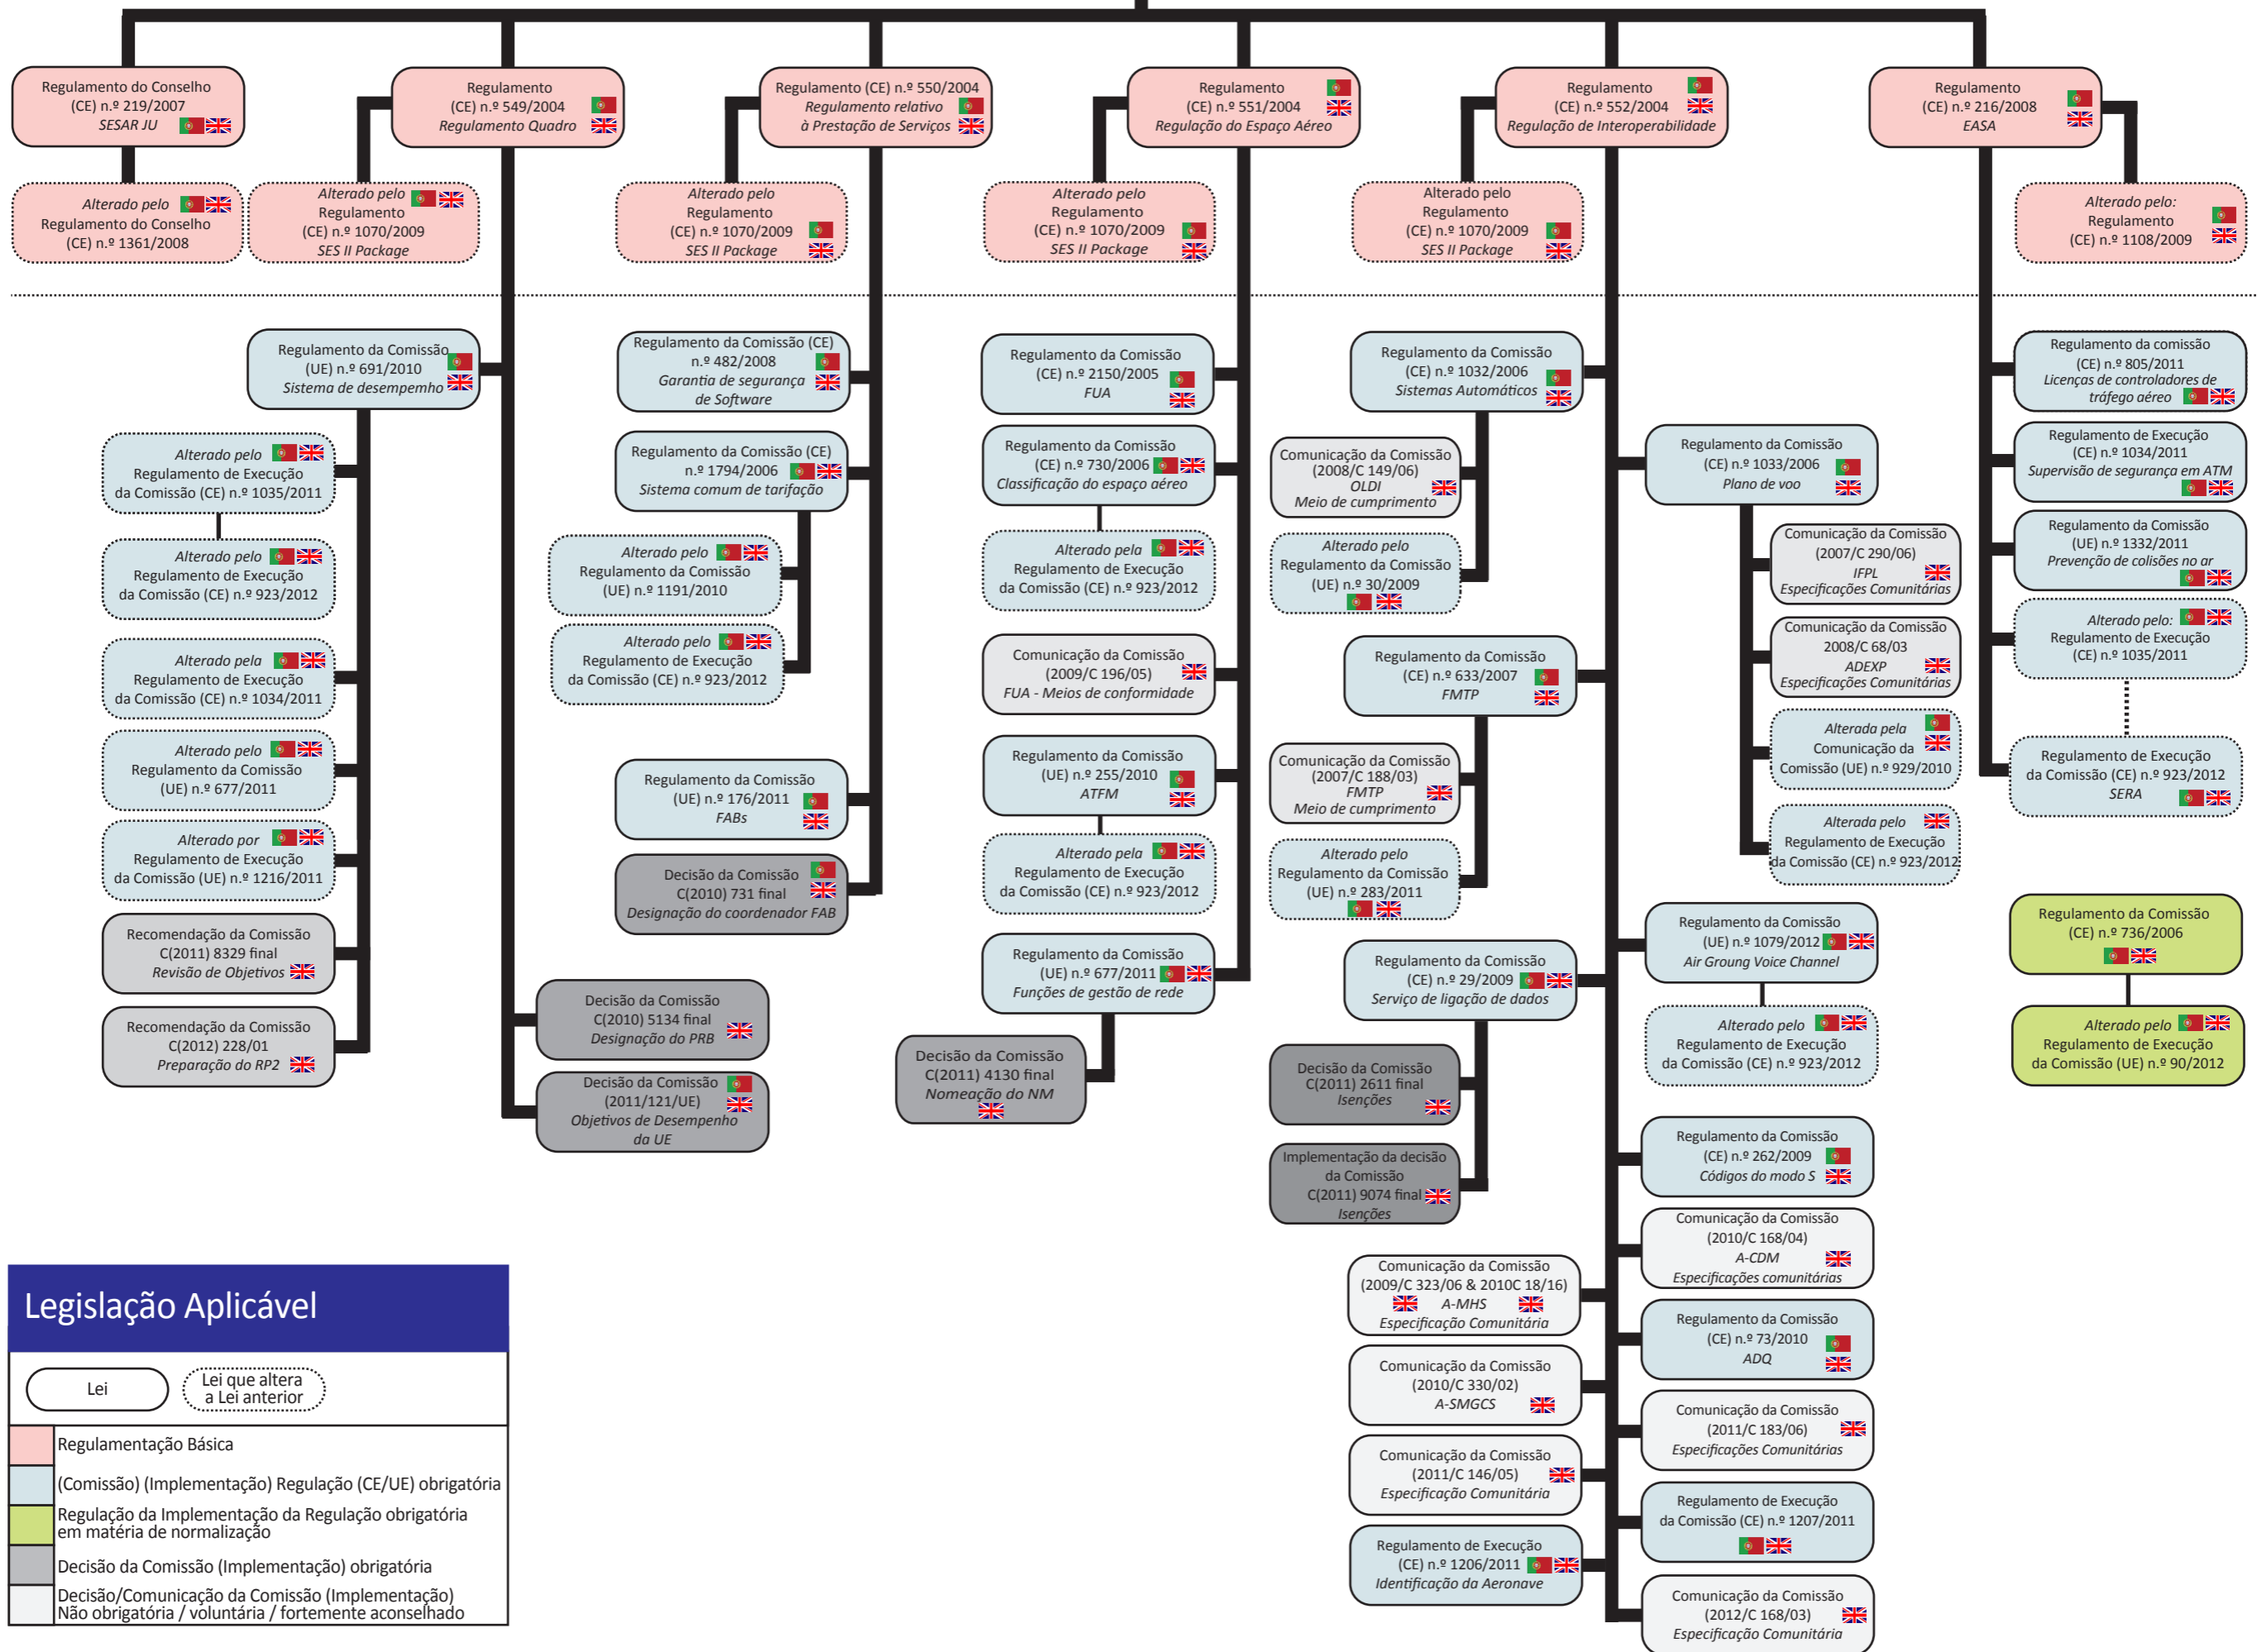 Regulamento do Conselho
(CE) n.º 219/2007
SESAR JU
Regulamento
(CE) n.º 549/2004
Regulamento Quadro
Regulamento (CE) n.º 550/2004
Regulamento relativo
à Prestação de Serviços
Regulamento
(CE) n.º 551/2004
Regulação do Espaço Aéreo
Regulamento
(CE) n.º 552/2004
Regulação de Interoperabilidade
Regulamento
(CE) n.º 216/2008
EASA
Alterado pelo
Regulamento do Conselho
(CE) n.º 1361/2008
Alterado pelo
Regulamento
(CE) n.º 1070/2009
SES II Package
Alterado pelo
Regulamento
(CE) n.º 1070/2009
SES II Package
Alterado pelo
Regulamento
(CE) n.º 1070/2009
SES II Package
Alterado pelo
Regulamento
(CE) n.º 1070/2009
SES II Package
Alterado pelo:
Regulamento
(CE) n.º 1108/2009
Regulamento da Comissão
(UE) n.º 691/2010
Sistema de desempemho
Alterado pelo
Regulamento de Execução
da Comissão (CE) n.º 1035/2011
Alterado pelo
Regulamento de Execução
da Comissão (CE) n.º 923/2012
Alterado pela
Regulamento de Execução
da Comissão (CE) n.º 1034/2011
Alterado pelo
Regulamento da Comissão
(UE) n.º 677/2011
Alterado por
Regulamento de Execução
da Comissão (UE) n.º 1216/2011
Recomendação da Comissão
C(2011) 8329 final
Revisão de Objetivos
Recomendação da Comissão
C(2012) 228/01
Preparação do RP2
Decisão da Comissão
C(2010) 5134 final
Designação do PRB
Decisão da Comissão
(2011/121/UE)
Objetivos de Desempenho
da UE
Regulamento da Comissão (CE)
n.º 482/2008
Garantia de segurança
de Software
Regulamento da Comissão (CE)
n.º 1794/2006
Sistema comum de tarifação
Alterado pelo
Regulamento da Comissão
(UE) n.º 1191/2010
Alterado pelo
Regulamento de Execução
da Comissão (CE) n.º 923/2012
Regulamento da Comissão
(UE) n.º 176/2011
FABs
Decisão da Comissão
C(2010) 731 final
Designação do coordenador FAB
Regulamento da Comissão
(CE) n.º 2150/2005
FUA
Regulamento da Comissão
(CE) n.º 730/2006
Classificação do espaço aéreo
Alterado pela
Regulamento de Execução
da Comissão (CE) n.º 923/2012
Comunicação da Comissão
(2009/C 196/05)
FUA - Meios de conformidade
Regulamento da Comissão
(UE) n.º 255/2010
ATFM
Alterado pela
Regulamento de Execução
da Comissão (CE) n.º 923/2012
Regulamento da Comissão
(UE) n.º 677/2011
Funções de gestão de rede
Decisão da Comissão
C(2011) 4130 final
Nomeação do NM
Regulamento da Comissão
(CE) n.º 1032/2006
Sistemas Automáticos
Comunicação da Comissão
(2008/C 149/06)
OLDI
Meio de cumprimento
Alterado pelo
Regulamento da Comissão
(UE) n.º 30/2009
Regulamento da Comissão
(CE) n.º 633/2007
FMTP
Comunicação da Comissão
(2007/C 188/03)
FMTP
Meio de cumprimento
Alterado pelo
Regulamento da Comissão
(UE) n.º 283/2011
Regulamento da Comissão
(CE) n.º 29/2009
Serviço de ligação de dados
Decisão da Comissão
C(2011) 2611 final
Isenções
Implementação da decisão
da Comissão
C(2011) 9074 final
Isenções
Comunicação da Comissão
(2009/C 323/06 & 2010C 18/16)
A-MHS
Especificação Comunitária
Comunicação da Comissão
(2010/C 330/02)
A-SMGCS
Comunicação da Comissão
(2011/C 146/05)
Especificação Comunitária
Regulamento de Execução
(CE) n.º 1206/2011
Identificação da Aeronave
Regulamento da Comissão
(CE) n.º 1033/2006
Plano de voo
Comunicação da Comissão
(2007/C 290/06)
IFPL
Especificações Comunitárias
Comunicação da Comissão
2008/C 68/03
ADEXP
Especificações Comunitárias
Alterada pela
Comunicação da
Comissão (UE) n.º 929/2010
Alterada pelo
Regulamento de Execução
da Comissão (CE) n.º 923/2012
Regulamento da Comissão
(UE) n.º 1079/2012
Air Groung Voice Channel
Alterado pelo
Regulamento de Execução
da Comissão (CE) n.º 923/2012
Regulamento da Comissão
(CE) n.º 262/2009
Códigos do modo S
Comunicação da Comissão
(2010/C 168/04)
A-CDM
Especificações comunitárias
Regulamento da Comissão
(CE) n.º 73/2010
ADQ
Comunicação da Comissão
(2011/C 183/06)
Especificações Comunitárias
Regulamento de Execução
da Comissão (CE) n.º 1207/2011
Comunicação da Comissão
(2012/C 168/03)
Especificação Comunitária
Regulamento da comissão
(CE) n.º 805/2011
Licenças de controladores de
tráfego aéreo
Regulamento de Execução
(CE) n.º 1034/2011
Supervisão de segurança em ATM
Regulamento da Comissão
(UE) n.º 1332/2011
Prevenção de colisões no ar
Alterado pelo:
Regulamento de Execução
(CE) n.º 1035/2011
Regulamento de Execução
da Comissão (CE) n.º 923/2012
SERA
Regulamento da Comissão
(CE) n.º 736/2006
Alterado pelo
Regulamento de Execução
da Comissão (UE) n.º 90/2012
Legislação Aplicável
Lei
Lei que altera
a Lei anterior
Regulamentação Básica
(Comissão) (Implementação) Regulação (CE/UE) obrigatória
Regulação da Implementação da Regulação obrigatória
em matéria de normalização
Decisão da Comissão (Implementação) obrigatória
Decisão/Comunicação da Comissão (Implementação)
Não obrigatória / voluntária / fortemente aconselhado